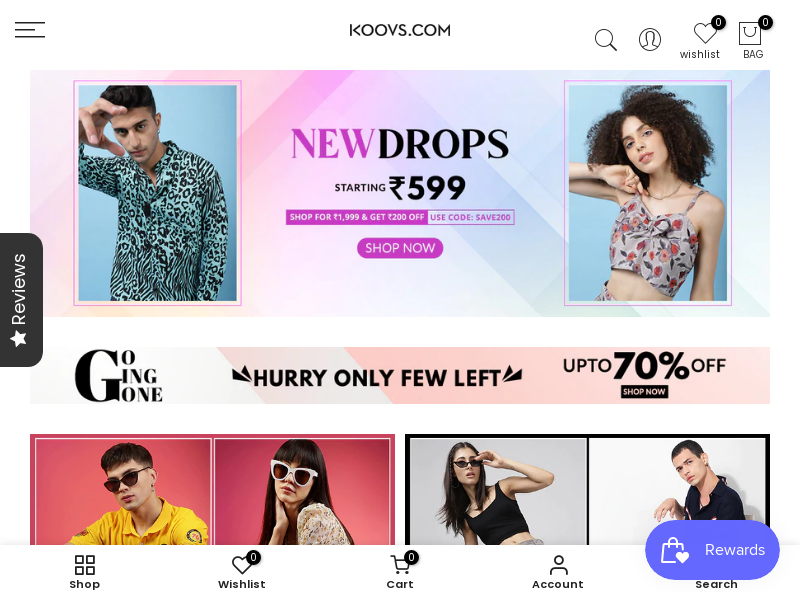 KOOVS.COM
0
0
wishlist
BAG
NEWDROPS
STARTING ₹599
SHOP FOR ₹1,999 & GET ₹200 OFF USE CODE: SAVE200
SHOP NOW
Reviews
GO
ING
GONE
HURRY ONLY FEW LEFT
UPTO 70% OFF
SHOP NOW
Rewards
0
0
Shop
Wishlist
Cart
Account
Search